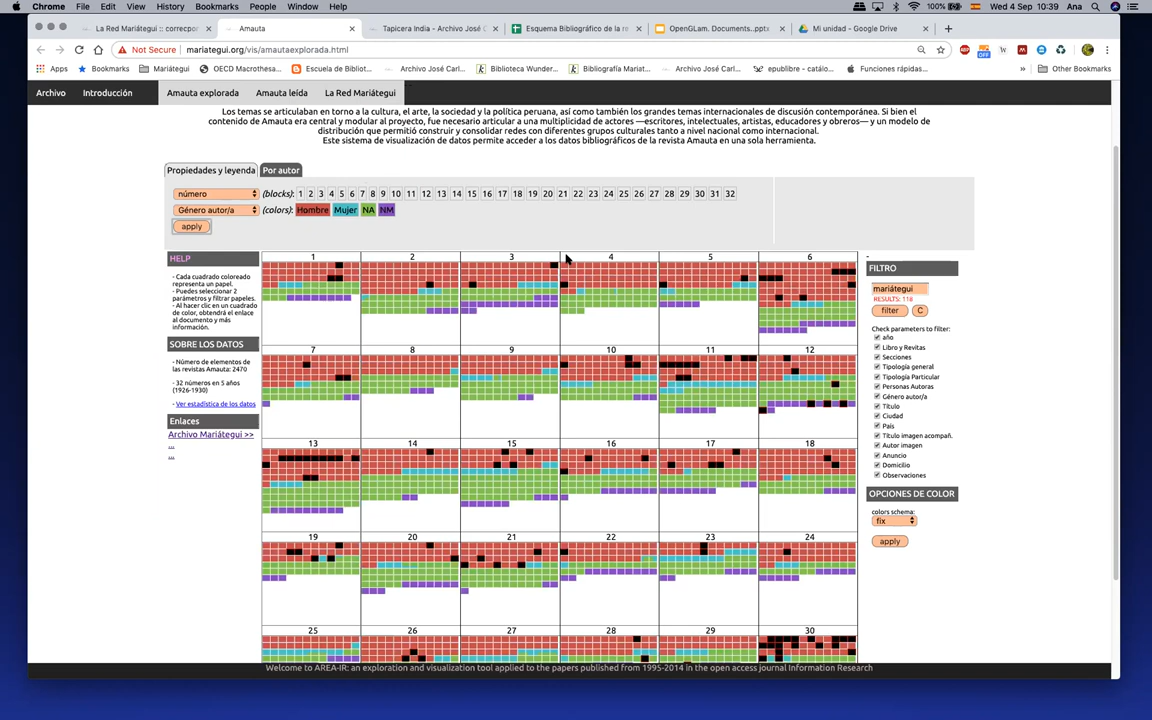 Chrome File Edit View History Bookmarks People Window Help 100% Wed 4 Sep 10:39 Ana
La Red Mariátegui :: correspo Amauta Tapicera India - Archivo José C Esquema Bibliográfico de la re OpenGLam. Documents..pptx Mi unidad - Google Drive
Not Secure mariategui.org/vis/amautaexplorada.html
Apps Bookmarks Mariátegui OECD Macrothesa... Escuela de Bibliot... Archivo José Carl... Biblioteca Wunder... Bibliografía Mariat... Archivo José Carl... epublibre - catálo... Funciones rápidas... » Other Bookmarks
Archivo Introducción Amauta explorada Amauta leída La Red Mariátegui
Los temas se articulaban en torno a la cultura, el arte, la sociedad y la política peruana, así como también los grandes temas internacionales de discusión contemporánea. Si bien el
contenido de Amauta era central y modular al proyecto, fue necesario articular a una multiplicidad de actores —escritores, intelectuales, artistas, educadores y obreros— y un modelo de
distribución que permitió construir y consolidar redes con diferentes grupos culturales tanto a nivel nacional como internacional.
Este sistema de visualización de datos permite acceder a los datos bibliográficos de la revista Amauta en una sola herramienta.
Propiedades y leyenda Por autor
número (blocks): 1 2 3 4 5 6 7 8 9 10 11 12 13 14 15 16 17 18 19 20 21 22 23 24 25 26 27 28 29 30 31 32
Género autor/a (colors): Hombre Mujer NA NM
apply
HELP
- Cada cuadrado coloreado
representa un papel.
- Puedes seleccionar 2
parámetros y filtrar papeles.
- Al hacer clic en un cuadrado
de color, obtendrá el enlace
al documento y más
información.
SOBRE LOS DATOS
- Número de elementos de
las revistas Amauta: 2470
- 32 números en 5 años
(1926-1930)
- Ver estadística de los datos
Enlaces
Archivo Mariátegui >>
...
...
1 2 3 4 5 6
7 8 9 10 11 12
13 14 15 16 17 18
19 20 21 22 23 24
25 26 27 28 29 30
-
FILTRO
mariátegui
RESULTS: 118
filter C
Check parameters to filter:
año
Libro y Revitas
Secciones
Tipología general
Tipología Particular
Personas Autoras
Género autor/a
Título
Ciudad
País
Título imagen acompañ.
Autor imagen
Anuncio
Domicilio
Observaciones
OPCIONES DE COLOR
colors schema:
fix
apply
Welcome to AREA-IR: an exploration and visualization tool applied to the papers published from 1995-2014 in the open access journal Information Research